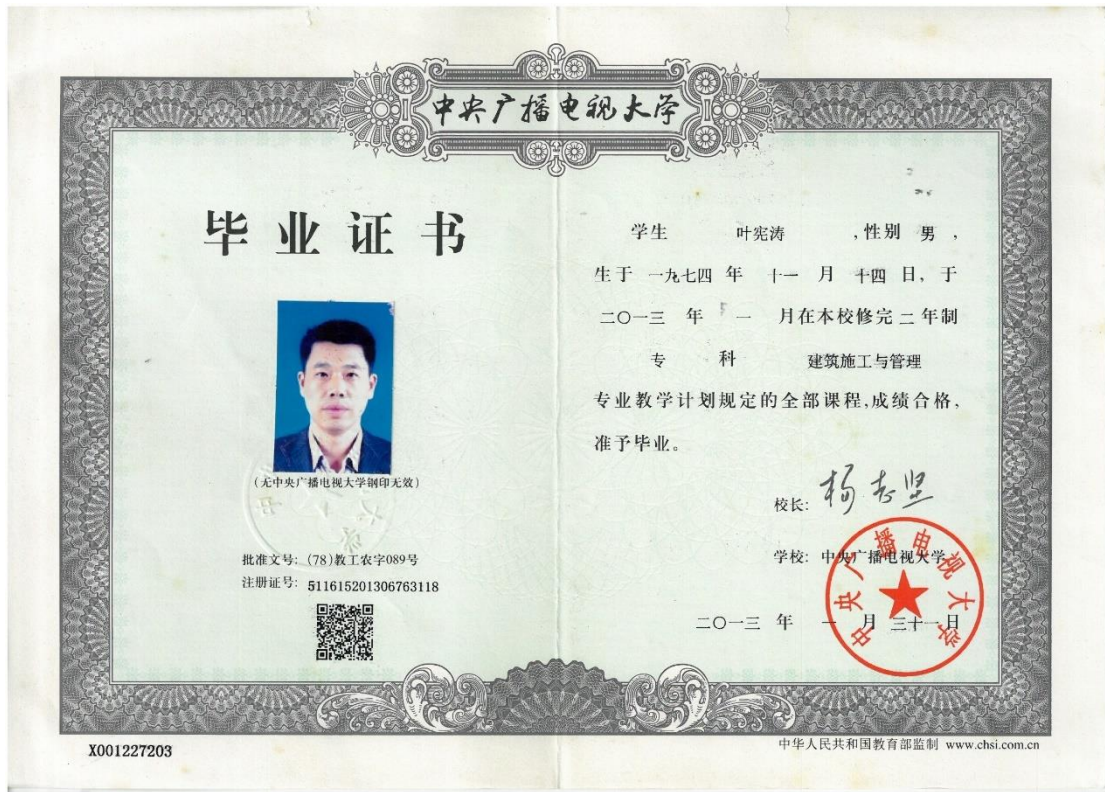 中央广播电视大学
毕业证书
(无中央广播电视大学钢印无效)
批准文号: (78)教工农字089号
注册证号: 511615201306763118
X001227203
学生 叶宪涛 ,性别 男 ,
生于 一九七四 年 十一 月 十四 日, 于
二〇一三 年 一 月在本校修完 二 年制
专 科 建筑施工与管理
专业教学计划规定的全部课程,成绩合格,
准予毕业。
校长: 杨志坚
学校: 中央广播电视大学
中央广播电视大学
二〇一三 年 一 月 三十一 日
中华人民共和国教育部监制 www.chsi.com.cn